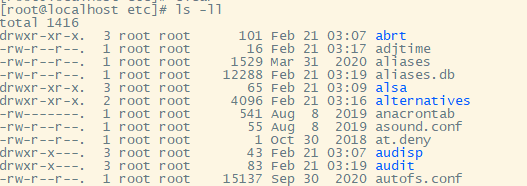 [root@localhost etc]# ls -ll
total 1416
drwxr-xr-x. 3 root root 101 Feb 21 03:07 abrt
-rw-r--r--. 1 root root 16 Feb 21 03:17 adjtime
-rw-r--r--. 1 root root 1529 Mar 31 2020 aliases
-rw-r--r--. 1 root root 12288 Feb 21 03:19 aliases.db
drwxr-xr-x. 3 root root 65 Feb 21 03:09 alsa
drwxr-xr-x. 2 root root 4096 Feb 21 03:16 alternatives
-rw-------. 1 root root 541 Aug 8 2019 anacrontab
-rw-r--r--. 1 root root 55 Aug 8 2019 asound.conf
-rw-r--r--. 1 root root 1 Oct 30 2018 at.deny
drwxr-x---. 3 root root 43 Feb 21 03:07 audisp
drwxr-x---. 3 root root 83 Feb 21 03:19 audit
-rw-r--r--. 1 root root 15137 Sep 30 2020 autofs.conf